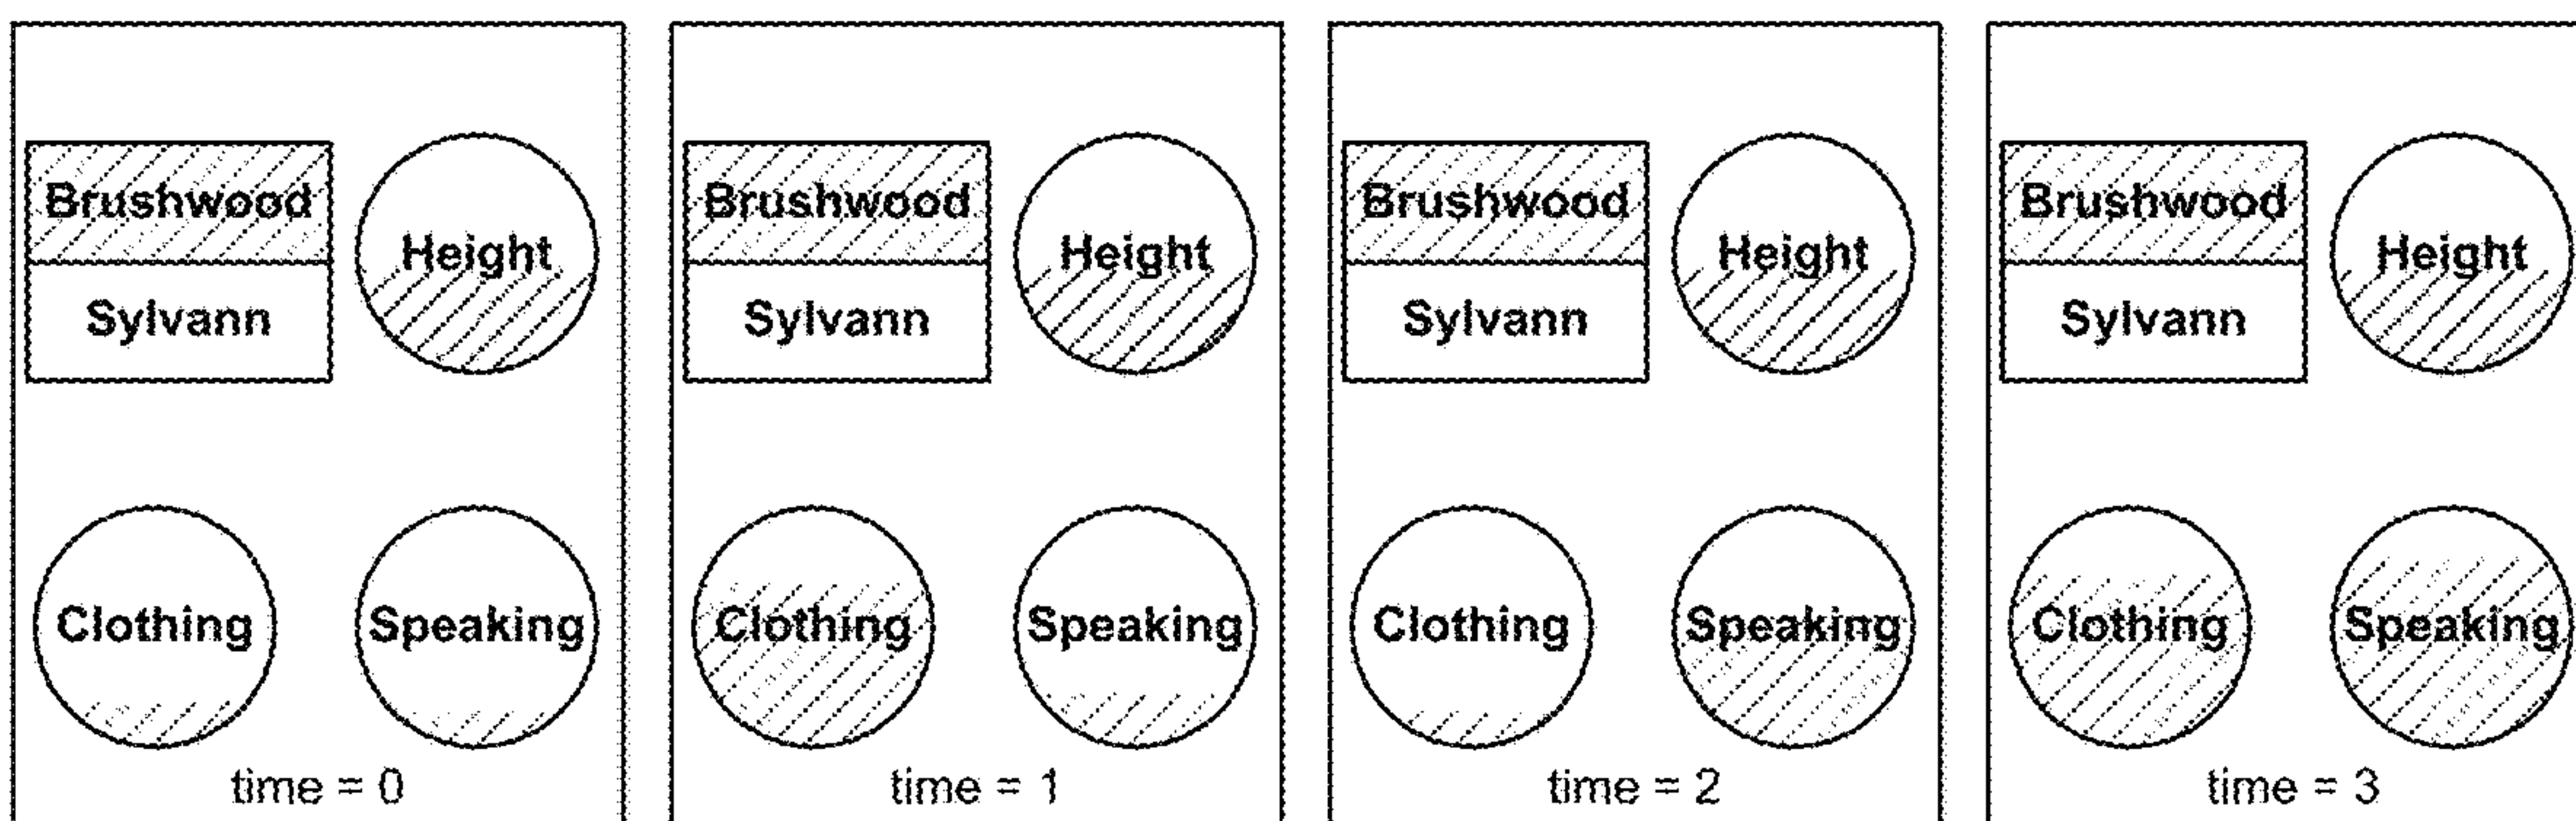 Brushwood
Sylvann
Height
Clothing
Speaking
time = 0
Brushwood
Sylvann
Height
Clothing
Speaking
time = 1
Brushwood
Sylvann
Height
Clothing
Speaking
time = 2
Brushwood
Sylvann
Height
Clothing
Speaking
time = 3